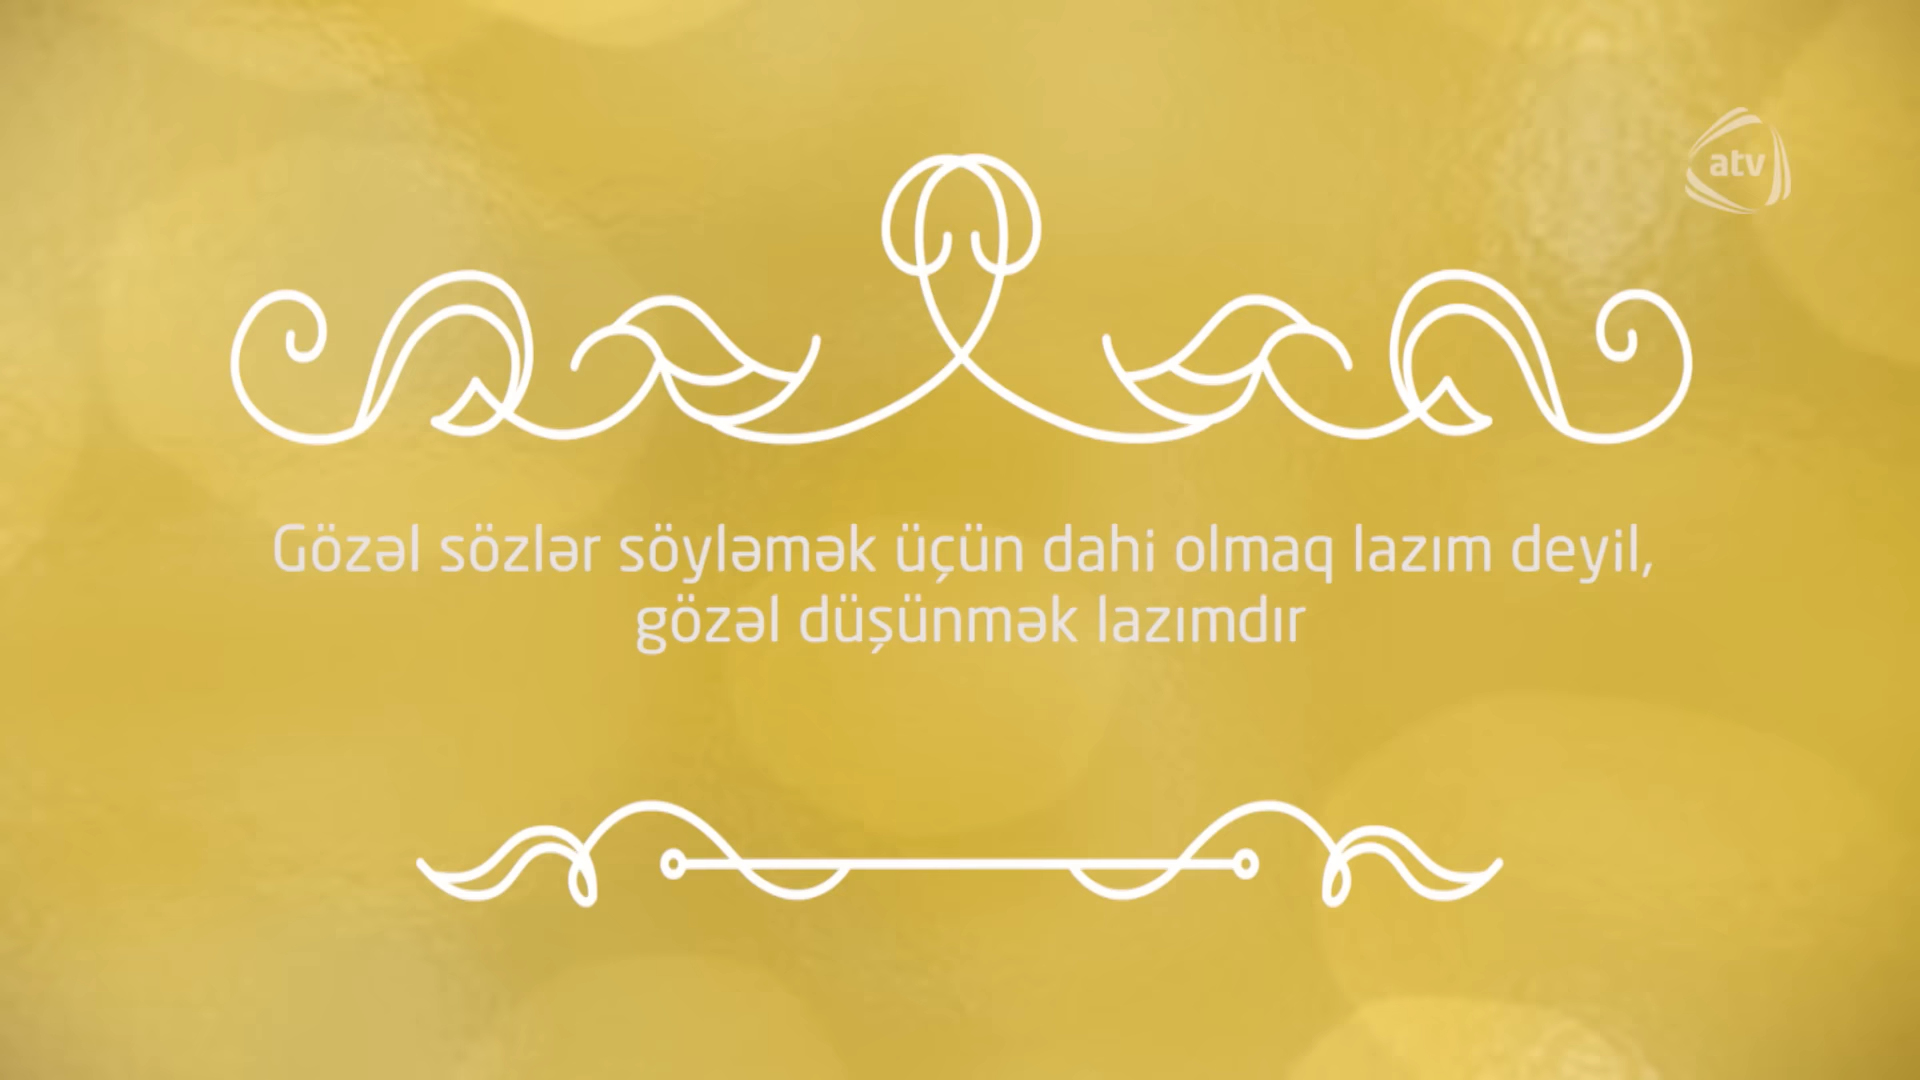 atv
Gözəl sözlər söyləmək üçün dahi olmaq lazım deyil,
gözəl düşünmək lazımdır